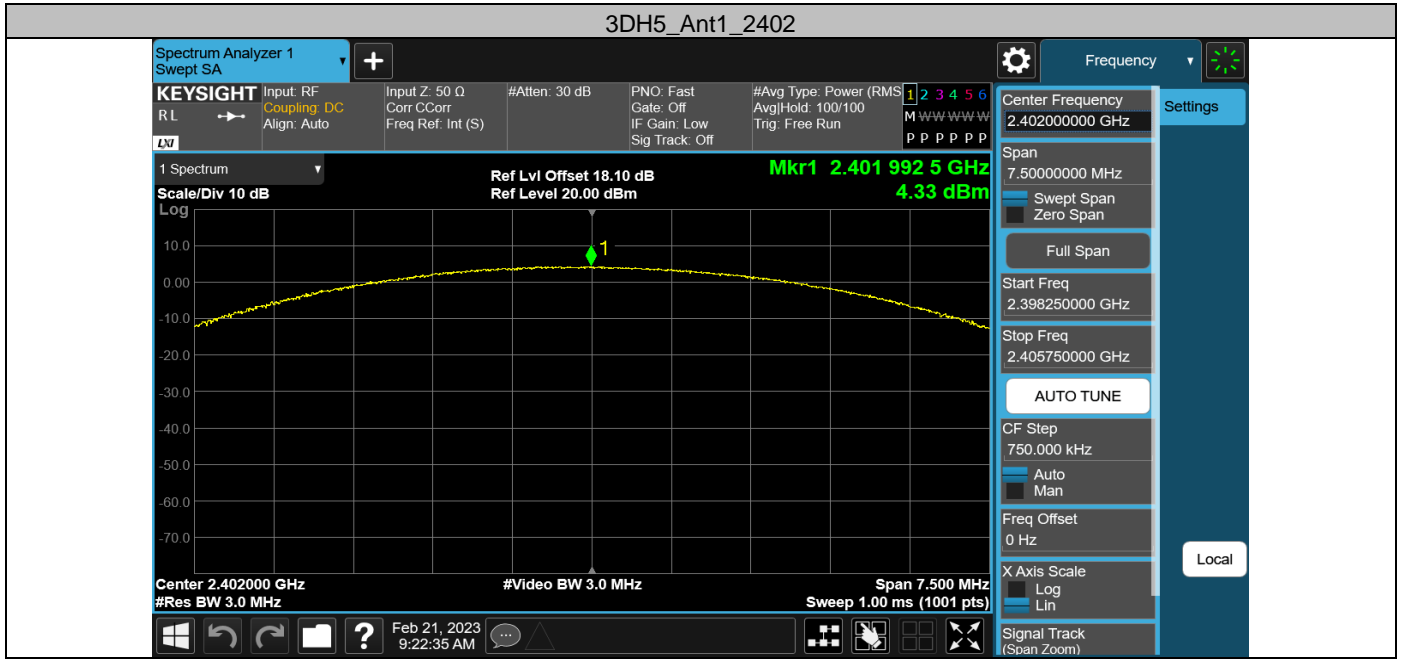 3DH5_Ant1_2402
Spectrum Analyzer 1
Swept SA
Frequency
KEYSIGHT
RL
LXI
Input: RF
Coupling: DC
Align: Auto
Input Z: 50 Ω
Corr CCorr
Freq Ref: Int (S)
#Atten: 30 dB
PNO: Fast
Gate: Off
IF Gain: Low
Sig Track: Off
#Avg Type: Power (RMS
Avg|Hold: 100/100
Trig: Free Run
1 2 3 4 5 6
M W W W W W
P P P P P P
1 Spectrum
Scale/Div 10 dB
Log
Ref Lvl Offset 18.10 dB
Ref Level 20.00 dBm
Mkr1 2.401 992 5 GHz
4.33 dBm
1
10.0
0.00
-10.0
-20.0
-30.0
-40.0
-50.0
-60.0
-70.0
Center 2.402000 GHz
#Res BW 3.0 MHz
#Video BW 3.0 MHz
Span 7.500 MHz
Sweep 1.00 ms (1001 pts)
?
Feb 21, 2023
9:22:35 AM
Center Frequency
2.402000000 GHz
Span
7.50000000 MHz
Swept Span
Zero Span
Full Span
Start Freq
2.398250000 GHz
Stop Freq
2.405750000 GHz
AUTO TUNE
CF Step
750.000 kHz
Auto
Man
Freq Offset
0 Hz
X Axis Scale
Log
Lin
Signal Track
(Span Zoom)
Settings
Local